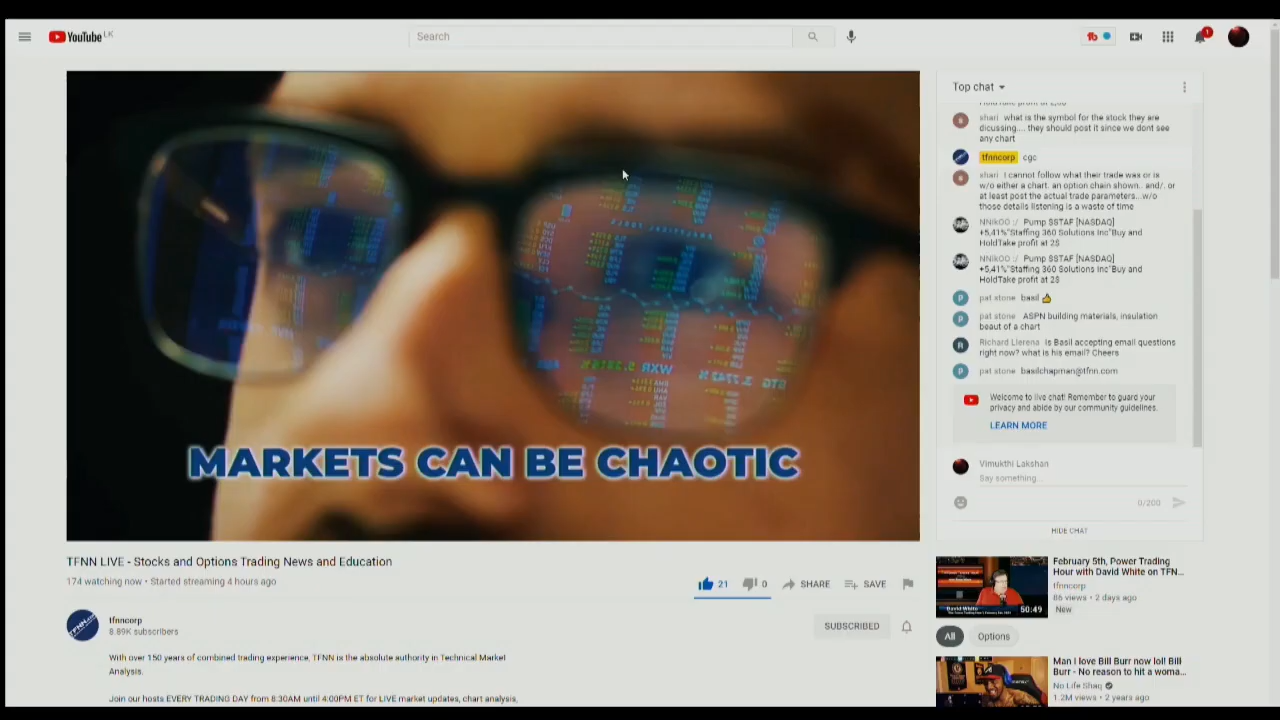 YouTube LK
Search
1
MARKETS CAN BE CHAOTIC
TFNN LIVE - Stocks and Options Trading News and Education
174 watching now • Started streaming 4 hours ago
21
0
SHARE
SAVE
tfnncorp
8.89K subscribers
SUBSCRIBED
With over 150 years of combined trading experience, TFNN is the absolute authority in Technical Market
Analysis.
Join our hosts EVERY TRADING DAY from 8:30AM until 4:00PM ET for LIVE market updates, chart analysis,
Top chat
shari what is the symbol for the stock they are
dicussing.... they should post it since we dont see
any chart
tfnncorp cgc
shari I cannot follow what their trade was or is
w/o either a chart. an option chain shown.. and/. or
at least post the actual trade parameters...w/o
those details listening is a waste of time
NNikOO :/ Pump $STAF [NASDAQ]
+5,41%"Staffing 360 Solutions Inc"Buy and
HoldTake profit at 2$
NNikOO :/ Pump $STAF [NASDAQ]
+5,41%"Staffing 360 Solutions Inc"Buy and
HoldTake profit at 2$
pat stone basil 👍
pat stone ASPN building materials, insulation
beaut of a chart
Richard Llerena Is Basil accepting email questions
right now? what is his email? Cheers
pat stone basilchapman@tfnn.com
Welcome to live chat! Remember to guard your
privacy and abide by our community guidelines.
LEARN MORE
Vimukthi Lakshan
Say something...
0/200
HIDE CHAT
David White
50:49
February 5th, Power Trading
Hour with David White on TFN...
tfnncorp
86 views • 2 days ago
New
All
Options
Man I love Bill Burr now lol! Bill
Burr - No reason to hit a woma...
No Life Shaq
1.2M views • 2 years ago